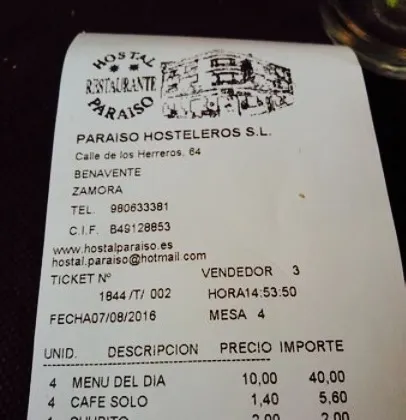 HOSTAL
RESTAURANTE
PARAISO
PARAISO HOSTELEROS S.L.
Calle de los Herreros, 64
BENAVENTE
ZAMORA
TEL. 980633381
C.I.F. B49128853
www.hostalparaiso.es
hostal.paraiso@hotmail.com
TICKET Nº VENDEDOR 3
1844 /T/ 002 HORA14:53:50
FECHA07/08/2016 MESA 4
UNID. DESCRIPCION PRECIO IMPORTE
4 MENU DEL DIA 10,00 40,00
4 CAFE SOLO 1,40 5,60